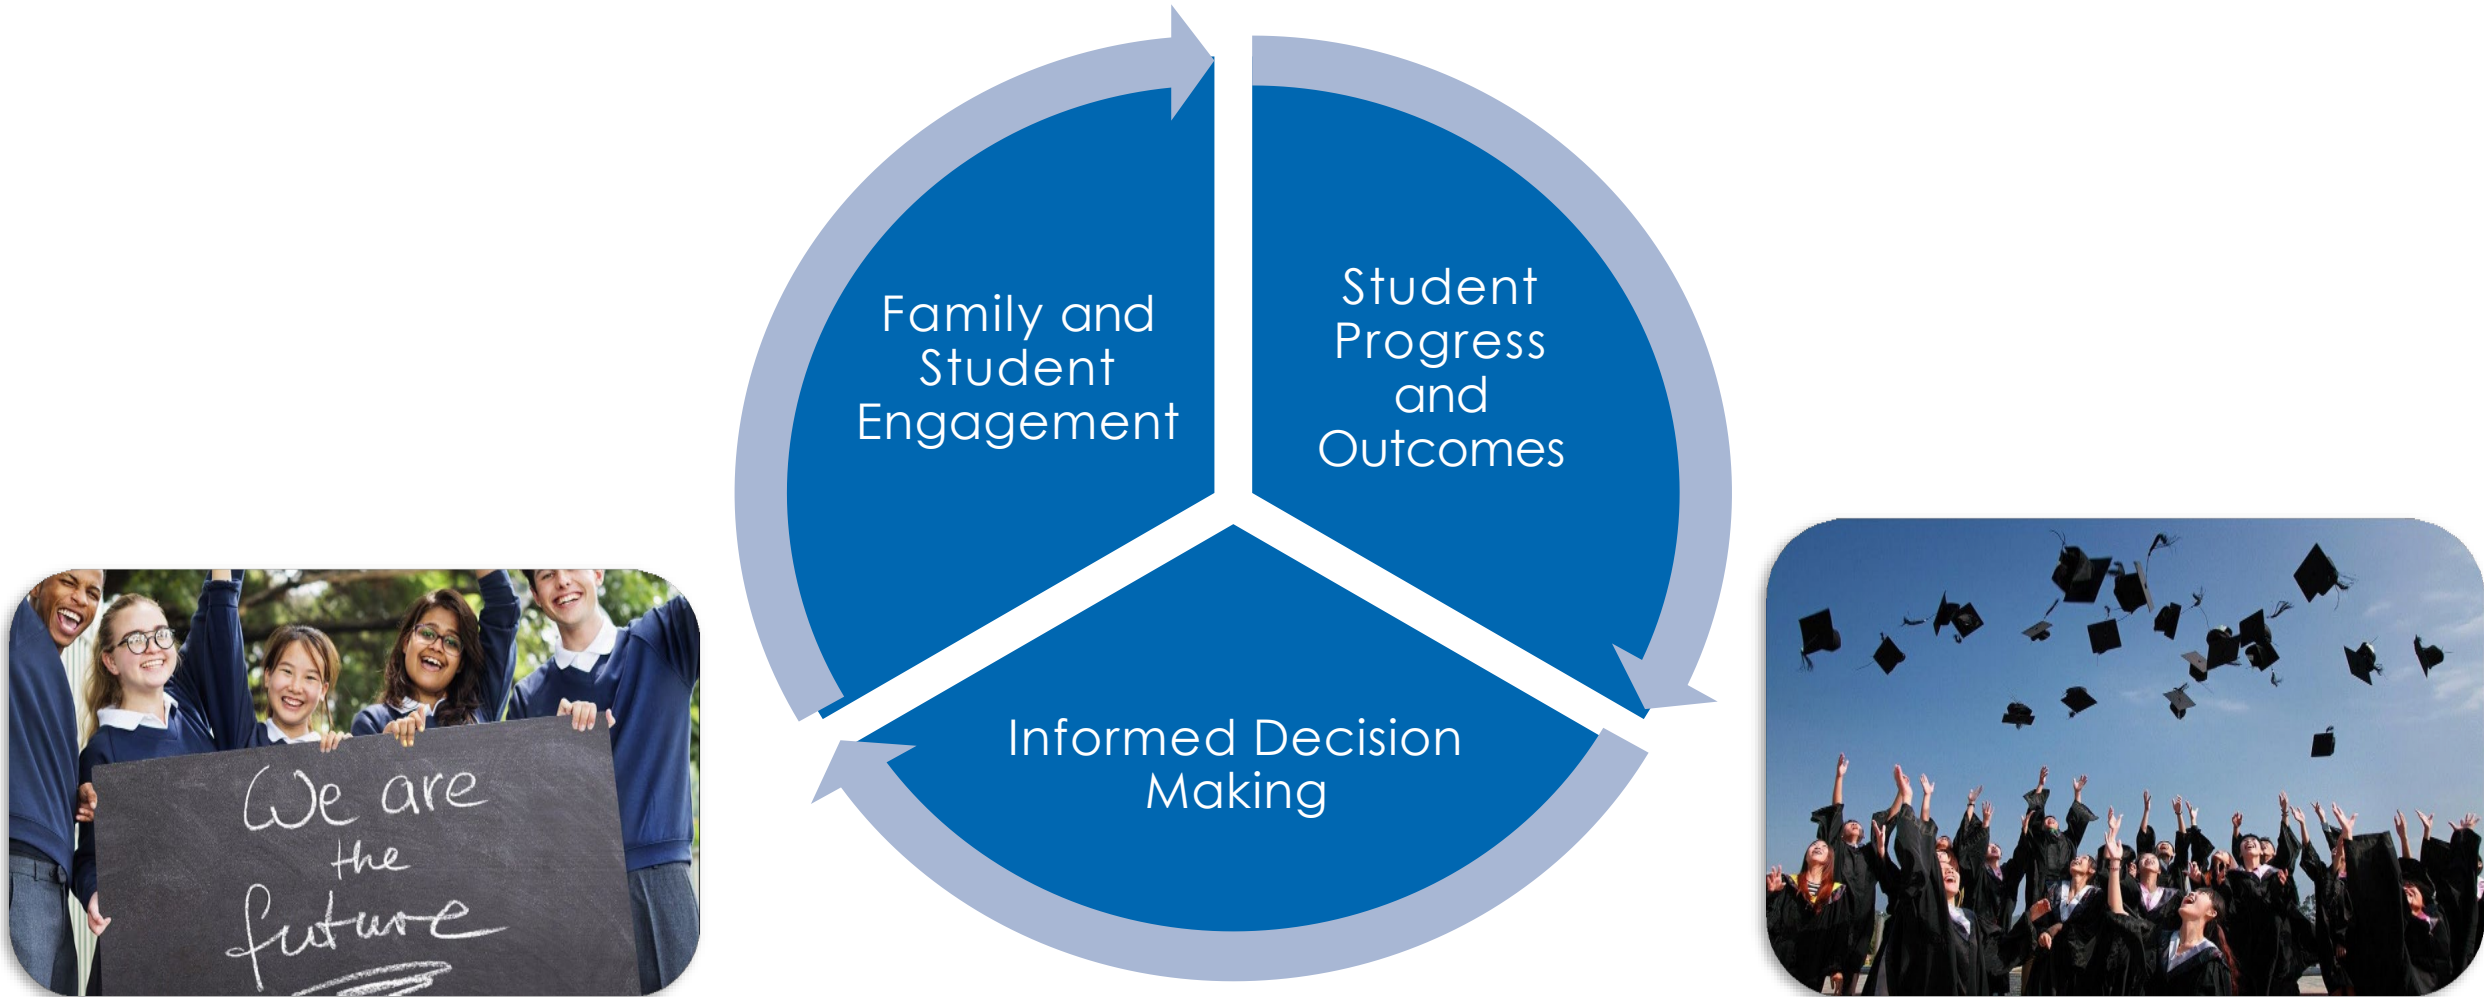 Family and
Student
Engagement
Student
Progress
and
Outcomes
Informed Decision
Making
We are
the
future